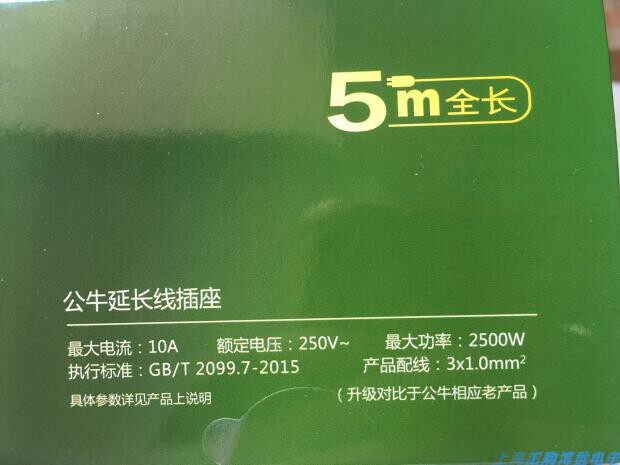 5m全长
公牛延长线插座
最大电流：10A 额定电压：250V~ 最大功率：2500W
执行标准：GB/T 2099.7-2015 产品配线：3x1.0mm²
具体参数详见产品上说明 （升级对比于公牛相应老产品）